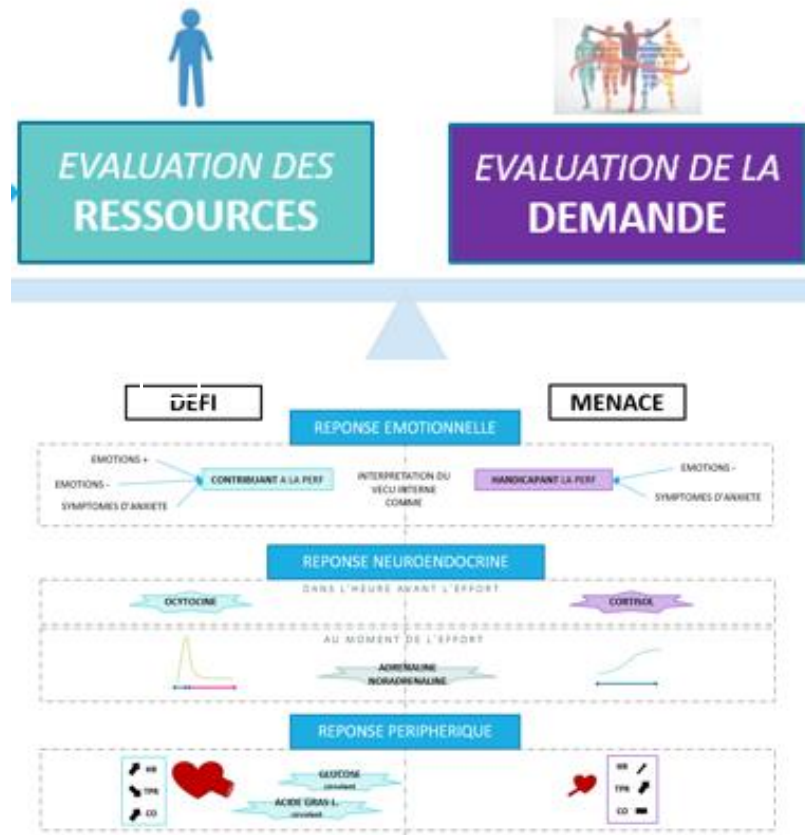 EVALUATION DES
RESSOURCES
EVALUATION DE LA
DEMANDE
DEFI
MENACE
REPONSE EMOTIONNELLE
EMOTIONS +
EMOTIONS -
SYMPTOMES D'ANXIETE
CONTRIBUANT A LA PERF
INTERPRETATION DU
VECU INTERNE
COMME
HANDICAPANT LA PERF
EMOTIONS -
SYMPTOMES D'ANXIETE
REPONSE NEUROENDOCRINE
DANS L'HEURE AVANT L'EFFORT
OCYTOCINE
CORTISOL
AU MOMENT DE L'EFFORT
ADRENALINE
NORADRENALINE
REPONSE PERIPHERIQUE
HR
TPR
CO
GLUCOSE
circulant
ACIDE GRAS L.
circulant
HR
TPR
CO